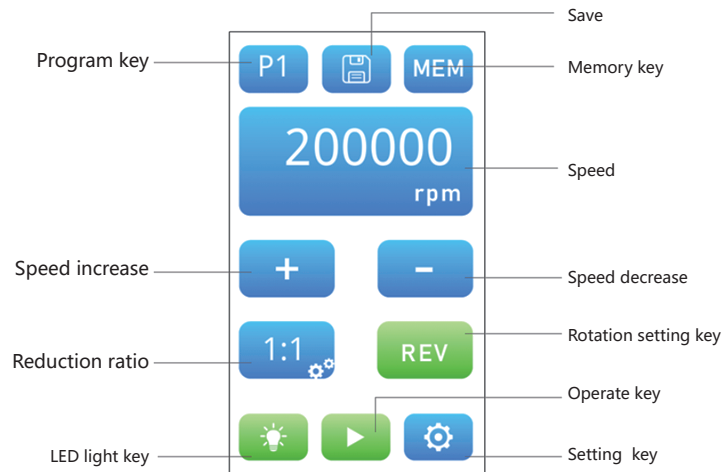 Save
Program key
P1
MEM
Memory key
200000
rpm
Speed
Speed increase
+
-
Speed decrease
Reduction ratio
1:1
REV
Rotation setting key
Operate key
LED light key
Setting key